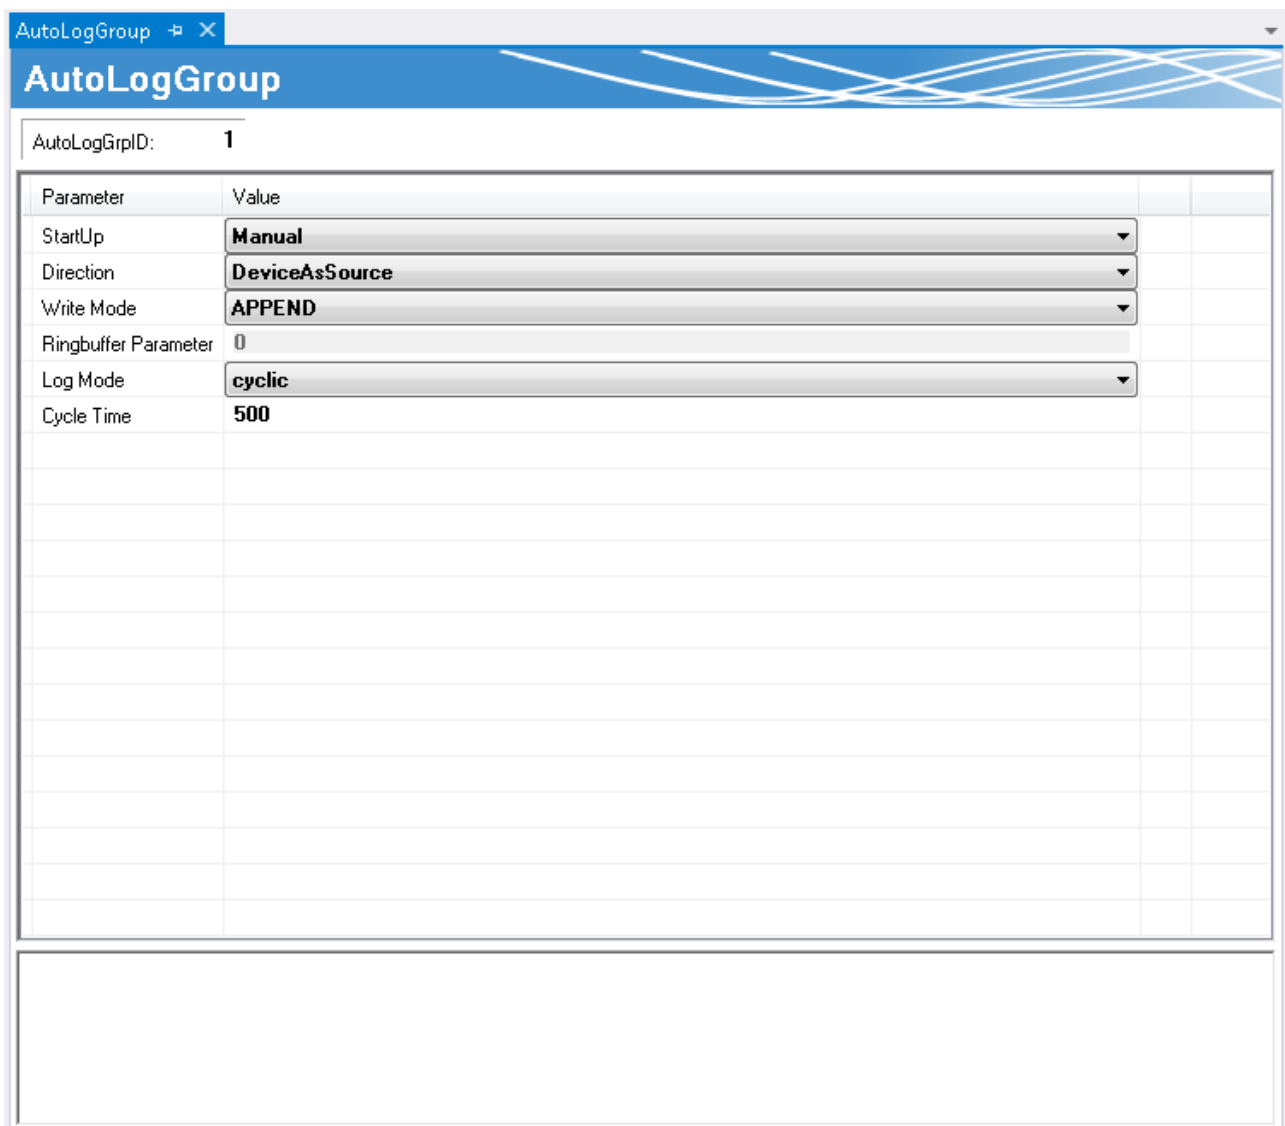 AutoLogGroup
AutoLogGroup
AutoLogGrpID: 1
Parameter Value
StartUp Manual
Direction DeviceAsSource
Write Mode APPEND
Ringbuffer Parameter 0
Log Mode cyclic
Cycle Time 500